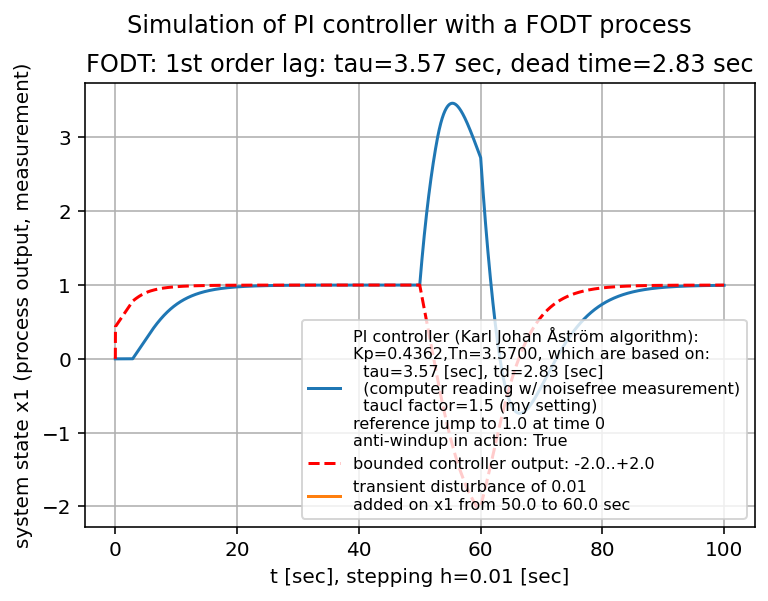 Simulation of PI controller with a FODT process
FODT: 1st order lag: tau=3.57 sec, dead time=2.83 sec
system state x1 (process output, measurement)
3
2
1
0
−1
−2
PI controller (Karl Johan Åström algorithm):
Kp=0.4362,Tn=3.5700, which are based on:
tau=3.57 [sec], td=2.83 [sec]
(computer reading w/ noisefree measurement)
taucl factor=1.5 (my setting)
reference jump to 1.0 at time 0
anti-windup in action: True
bounded controller output: -2.0..+2.0
transient disturbance of 0.01
added on x1 from 50.0 to 60.0 sec
0 20 40 60 80 100
t [sec], stepping h=0.01 [sec]